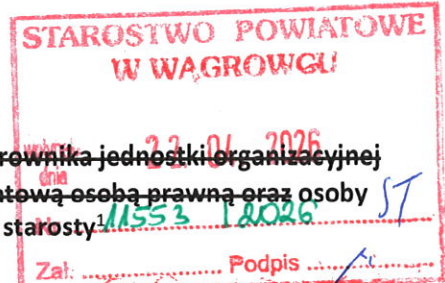 STAROSTWO POWIATOWE
W WĄGROWCU
wpłynęło
dnia 22. 04. 2026
rownika jednostki organizacyjnej
atową osobą prawną oraz osoby ST
starosty¹ 11553 / 2026
Zał. .................... Podpis ....................